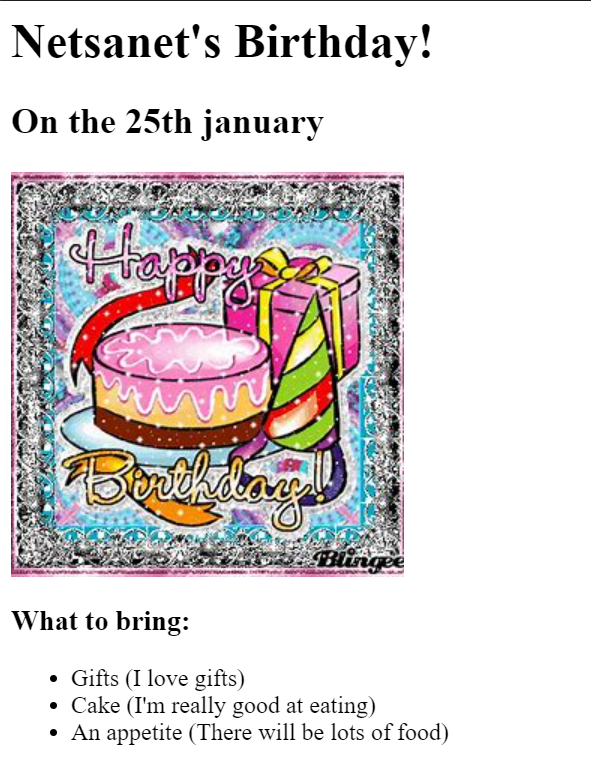 Netsanet's Birthday!
On the 25th january
Happy
Birthday!
Blingee
What to bring:
Gifts (I love gifts)
Cake (I'm really good at eating)
An appetite (There will be lots of food)